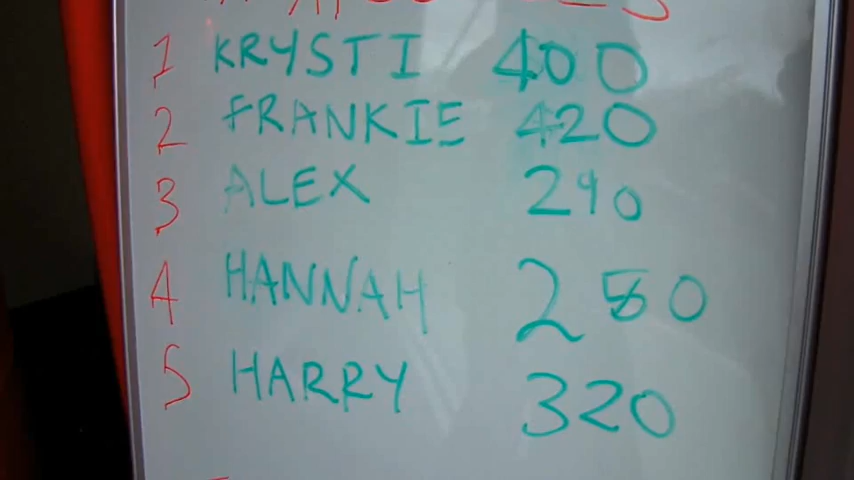 1 KRYSTI 400
2 FRANKIE 420
3 ALEX 290
4 HANNAH 250
5 HARRY 320